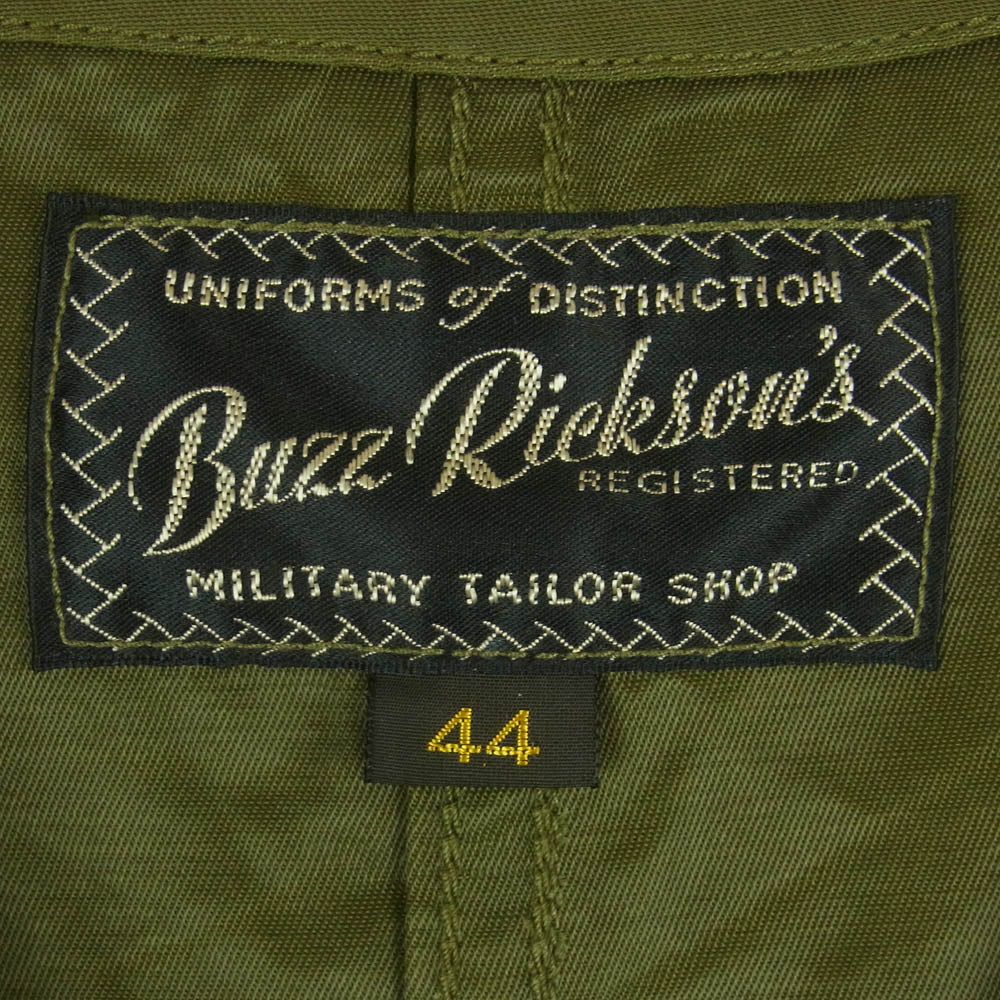 UNIFORMS of DISTINCTION
Buzz Rickson's
REGISTERED
MILITARY TAILOR SHOP
44